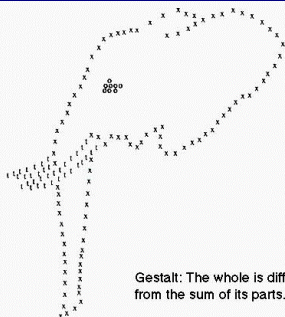 Gestalt: The whole is diff
from the sum of its parts.